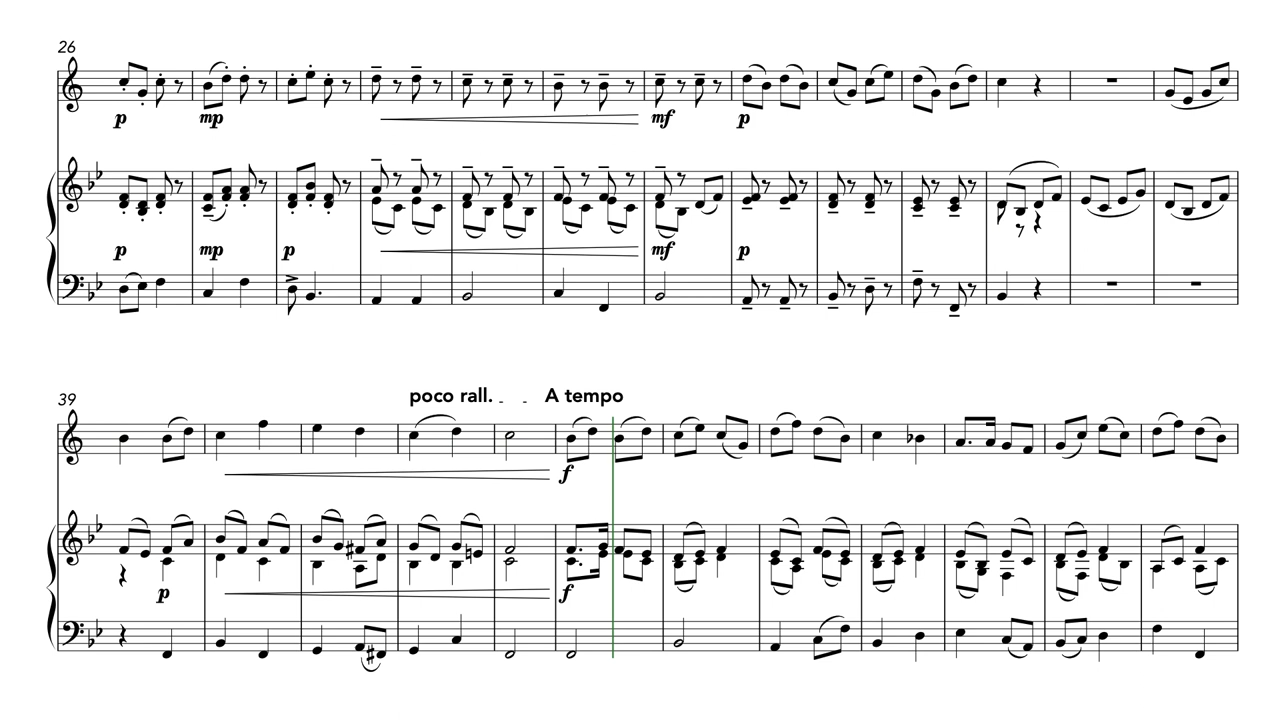 26
p mp mf p
p mp p mf p
39
poco rall. _ _ A tempo
f
p f